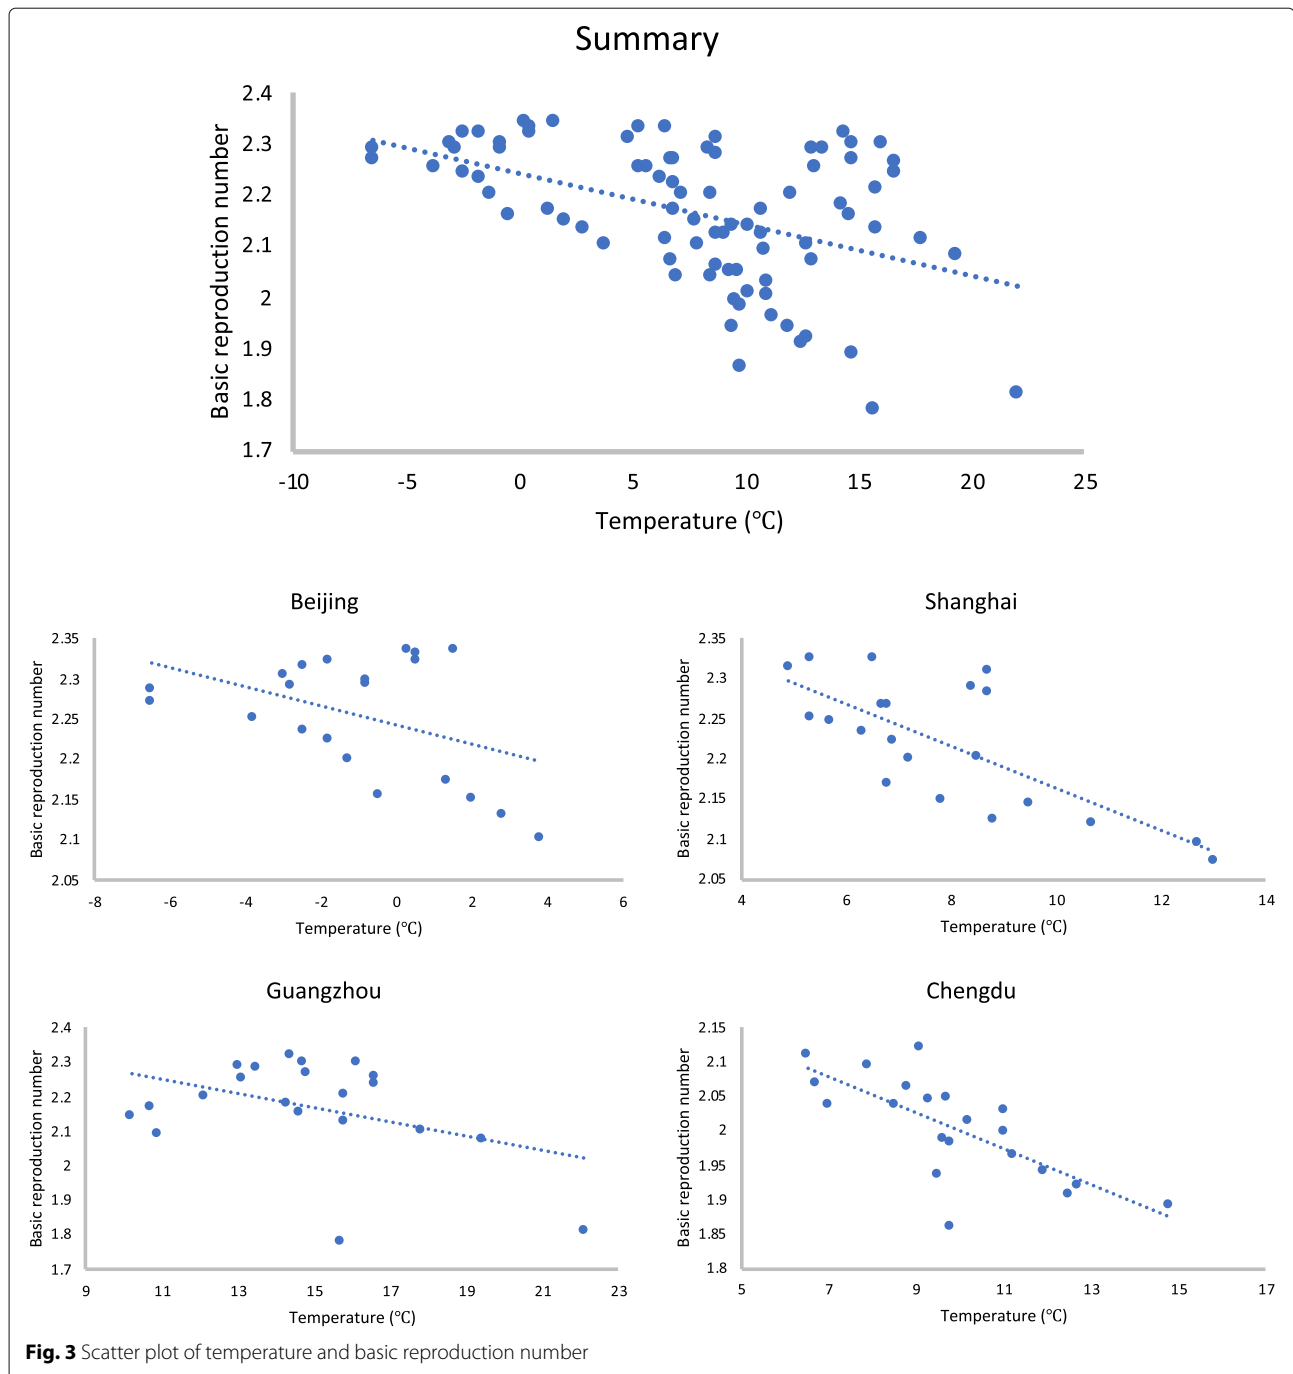 Summary
Basic reproduction number
2.4
2.3
2.2
2.1
2
1.9
1.8
1.7
-10 -5 0 5 10 15 20 25
Temperature (℃)
Beijing
Basic reproduction number
2.35
2.3
2.25
2.2
2.15
2.1
2.05
-8 -6 -4 -2 0 2 4 6
Temperature (℃)
Shanghai
Basic reproduction number
2.35
2.3
2.25
2.2
2.15
2.1
2.05
4 6 8 10 12 14
Temperature (℃)
Guangzhou
Basic reproduction number
2.4
2.3
2.2
2.1
2
1.9
1.8
1.7
9 11 13 15 17 19 21 23
Temperature (℃)
Chengdu
Basic reproduction number
2.15
2.1
2.05
2
1.95
1.9
1.85
1.8
5 7 9 11 13 15 17
Temperature (℃)
Fig. 3 Scatter plot of temperature and basic reproduction number